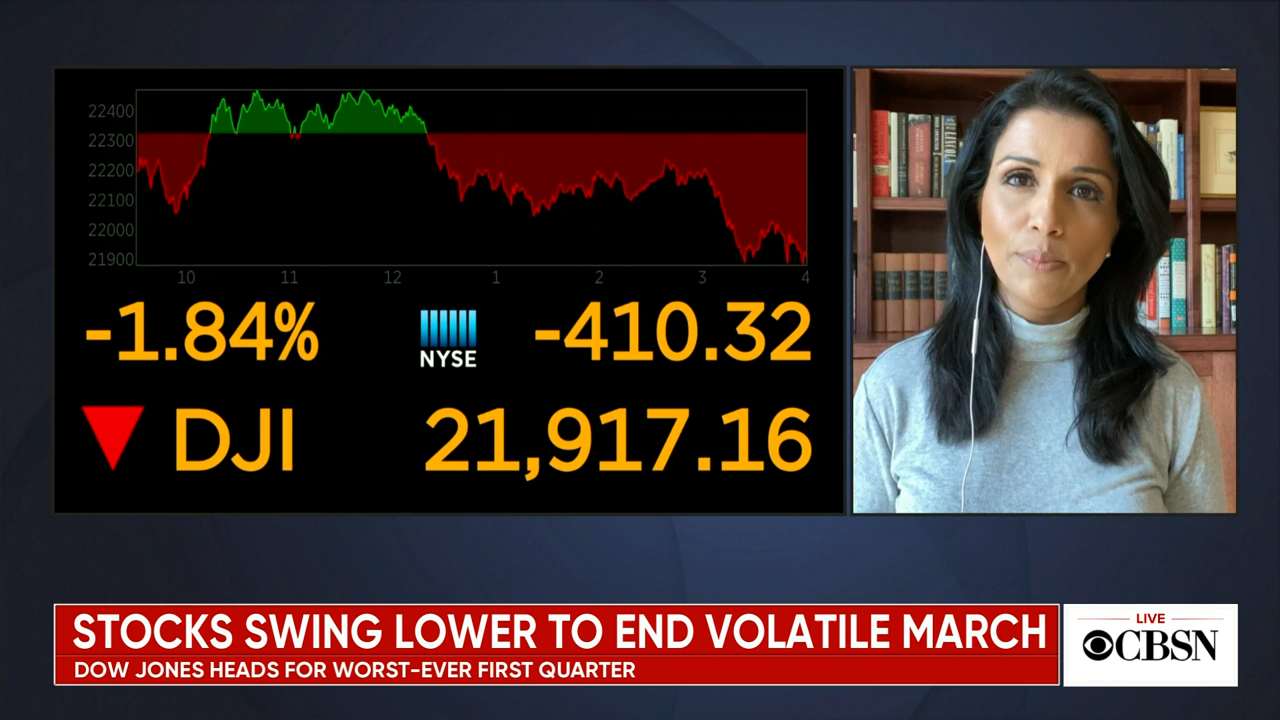 22400
22300
22200
22100
22000
21900
10 11 12 1 2 3 4
-1.84% NYSE -410.32
DJI 21,917.16
LINCOLN
STOCKS SWING LOWER TO END VOLATILE MARCH
DOW JONES HEADS FOR WORST-EVER FIRST QUARTER
LIVE
CBSN